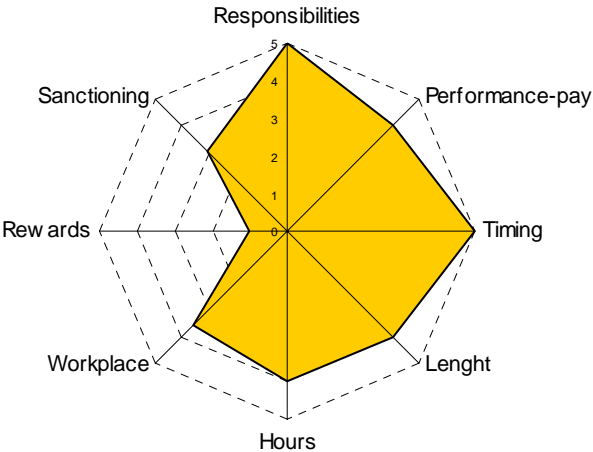 Responsibilities
5
Sanctioning
4
Performance-pay
3
2
1
Rew ards
0
Timing
Workplace
Lenght
Hours